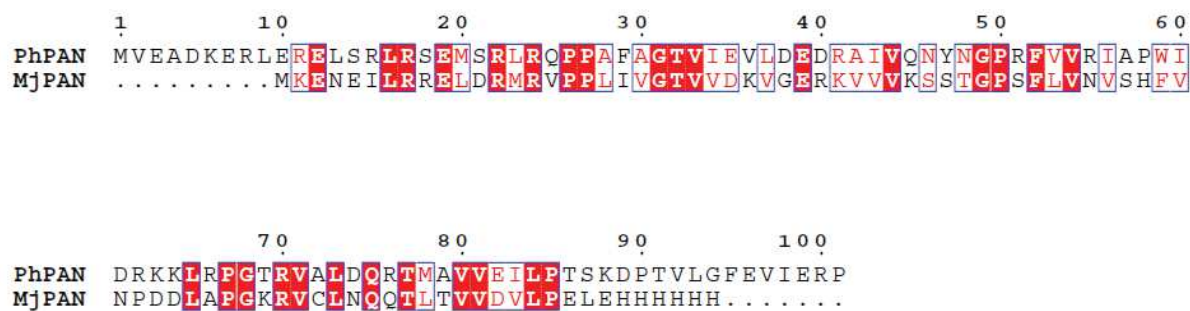 1 10 20 30 40 50 60
PhPAN MVEADKERLERELSRLRSEMSRLRQPPAFAGTVIEVLDEDRAIVQNYNGPRFVVRIAPWI
MjPAN .........MKENEILRRELDRMRVPPLIVGTVVDKVGERKVVVKSSTGPSFLVNVSHFV
70 80 90 100
PhPAN DRKKLRPGTRVALDQRTMAVVEILPTSKDPTVLGFEVIERP
MjPAN NPDDLAPGKRVCLNQQTLTVVDVLPELEHHHHHH.......